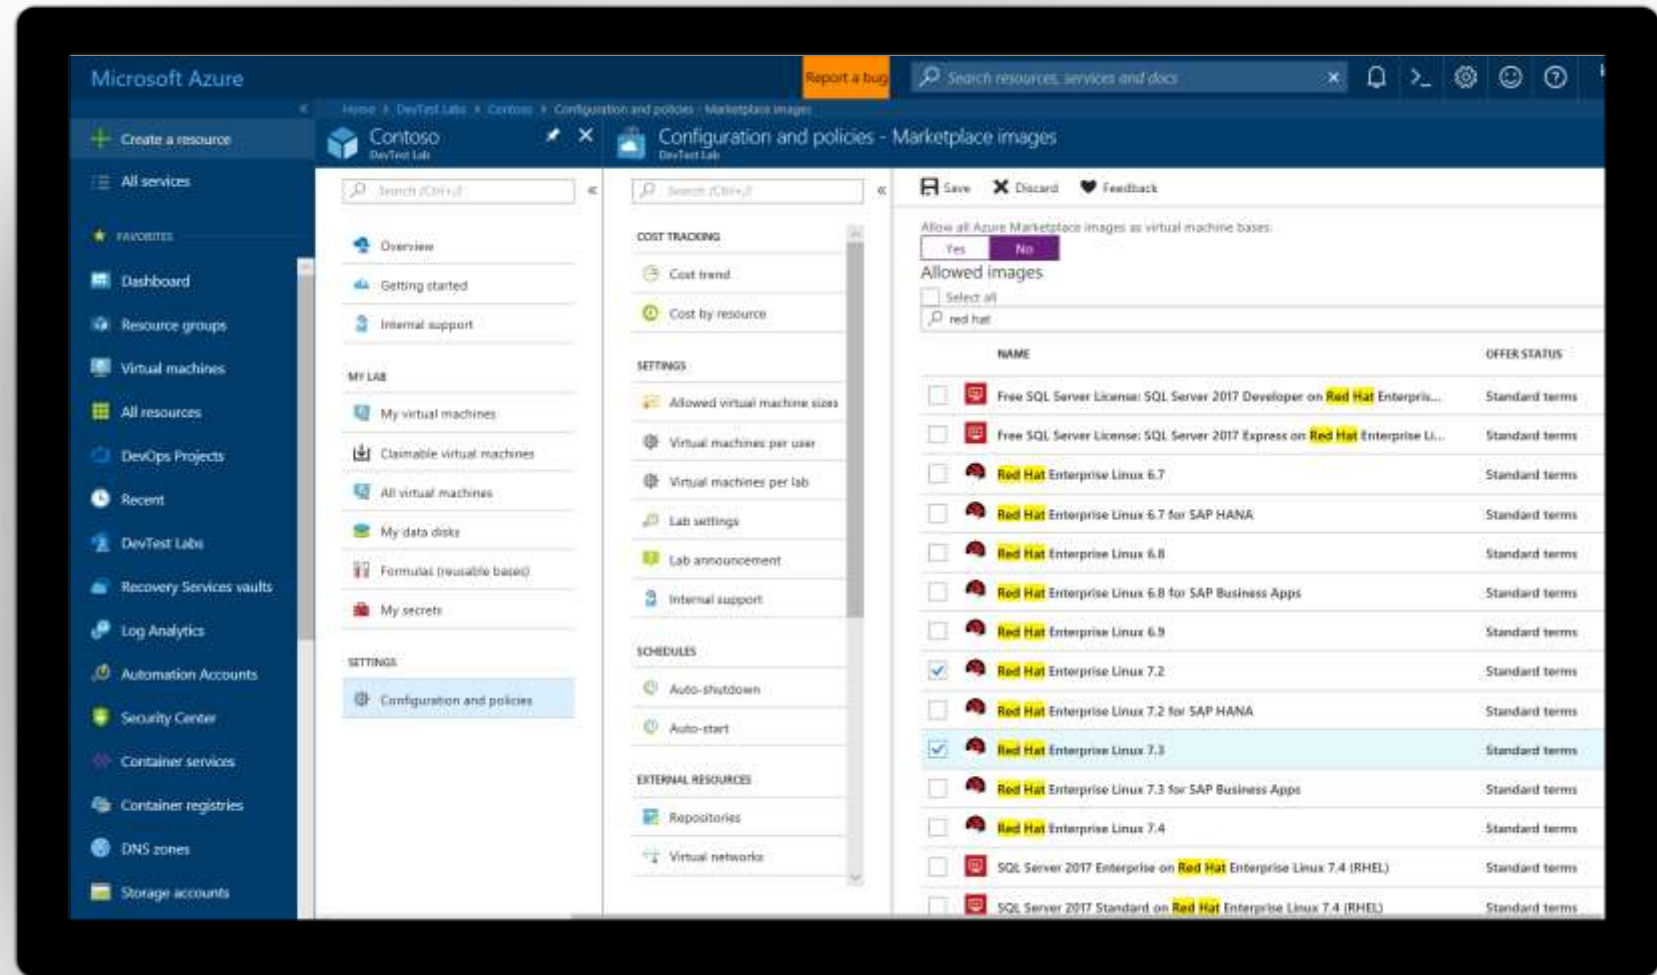 Microsoft Azure
Report a bug
Search resources, services and docs
Home > DevTest Labs > Contoso > Configuration and policies - Marketplace images
Create a resource
All services
FAVORITES
Dashboard
Resource groups
Virtual machines
All resources
DevOps Projects
Recent
DevTest Labs
Recovery Services vaults
Log Analytics
Automation Accounts
Security Center
Container services
Container registries
DNS zones
Storage accounts
Contoso
DevTest Lab
Search (Ctrl+/)
Overview
Getting started
Internal support
MY LAB
My virtual machines
Claimable virtual machines
All virtual machines
My data disks
Formulas (reusable bases)
My secrets
SETTINGS
Configuration and policies
Configuration and policies - Marketplace images
DevTest Lab
Search (Ctrl+/)
COST TRACKING
Cost trend
Cost by resource
SETTINGS
Allowed virtual machine sizes
Virtual machines per user
Virtual machines per lab
Lab settings
Lab announcement
Internal support
SCHEDULES
Auto-shutdown
Auto-start
EXTERNAL RESOURCES
Repositories
Virtual networks
Save Discard Feedback
Allow all Azure Marketplace images as virtual machine bases:
Yes No
Allowed images
Select all
red hat
NAME OFFER STATUS
Free SQL Server License: SQL Server 2017 Developer on Red Hat Enterpris... Standard terms
Free SQL Server License: SQL Server 2017 Express on Red Hat Enterprise Li... Standard terms
Red Hat Enterprise Linux 6.7 Standard terms
Red Hat Enterprise Linux 6.7 for SAP HANA Standard terms
Red Hat Enterprise Linux 6.8 Standard terms
Red Hat Enterprise Linux 6.8 for SAP Business Apps Standard terms
Red Hat Enterprise Linux 6.9 Standard terms
Red Hat Enterprise Linux 7.2 Standard terms
Red Hat Enterprise Linux 7.2 for SAP HANA Standard terms
Red Hat Enterprise Linux 7.3 Standard terms
Red Hat Enterprise Linux 7.3 for SAP Business Apps Standard terms
Red Hat Enterprise Linux 7.4 Standard terms
SQL Server 2017 Enterprise on Red Hat Enterprise Linux 7.4 (RHEL) Standard terms
SQL Server 2017 Standard on Red Hat Enterprise Linux 7.4 (RHEL) Standard terms